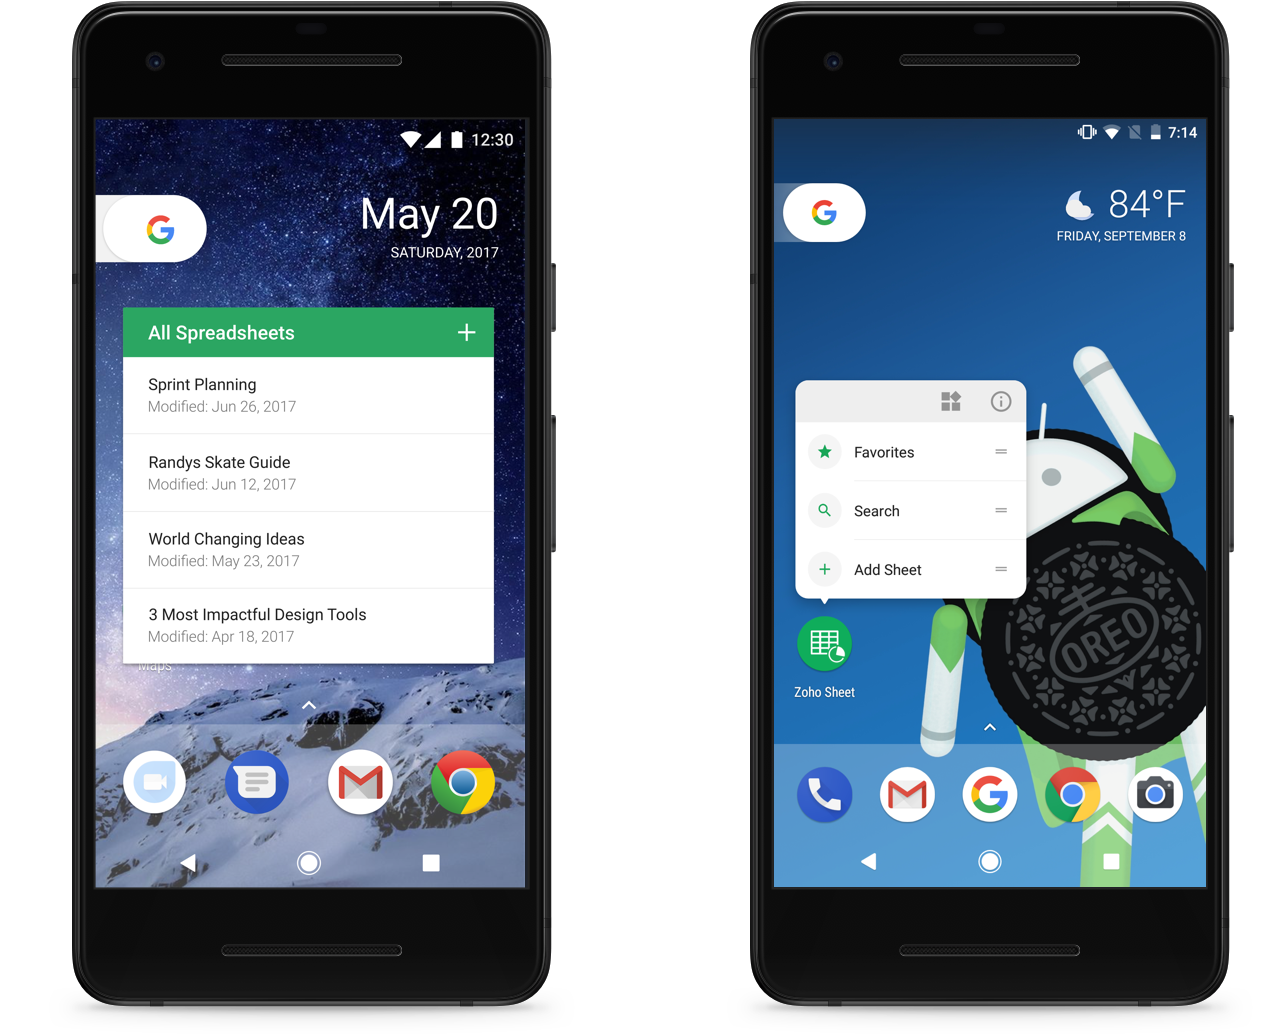 12:30
May 20
SATURDAY, 2017
All Spreadsheets
Sprint Planning
Modified: Jun 26, 2017
Randys Skate Guide
Modified: Jun 12, 2017
World Changing Ideas
Modified: May 23, 2017
3 Most Impactful Design Tools
Modified: Apr 18, 2017
Maps
7:14
84°F
FRIDAY, SEPTEMBER 8
Favorites
Search
Add Sheet
OREO
Zoho Sheet